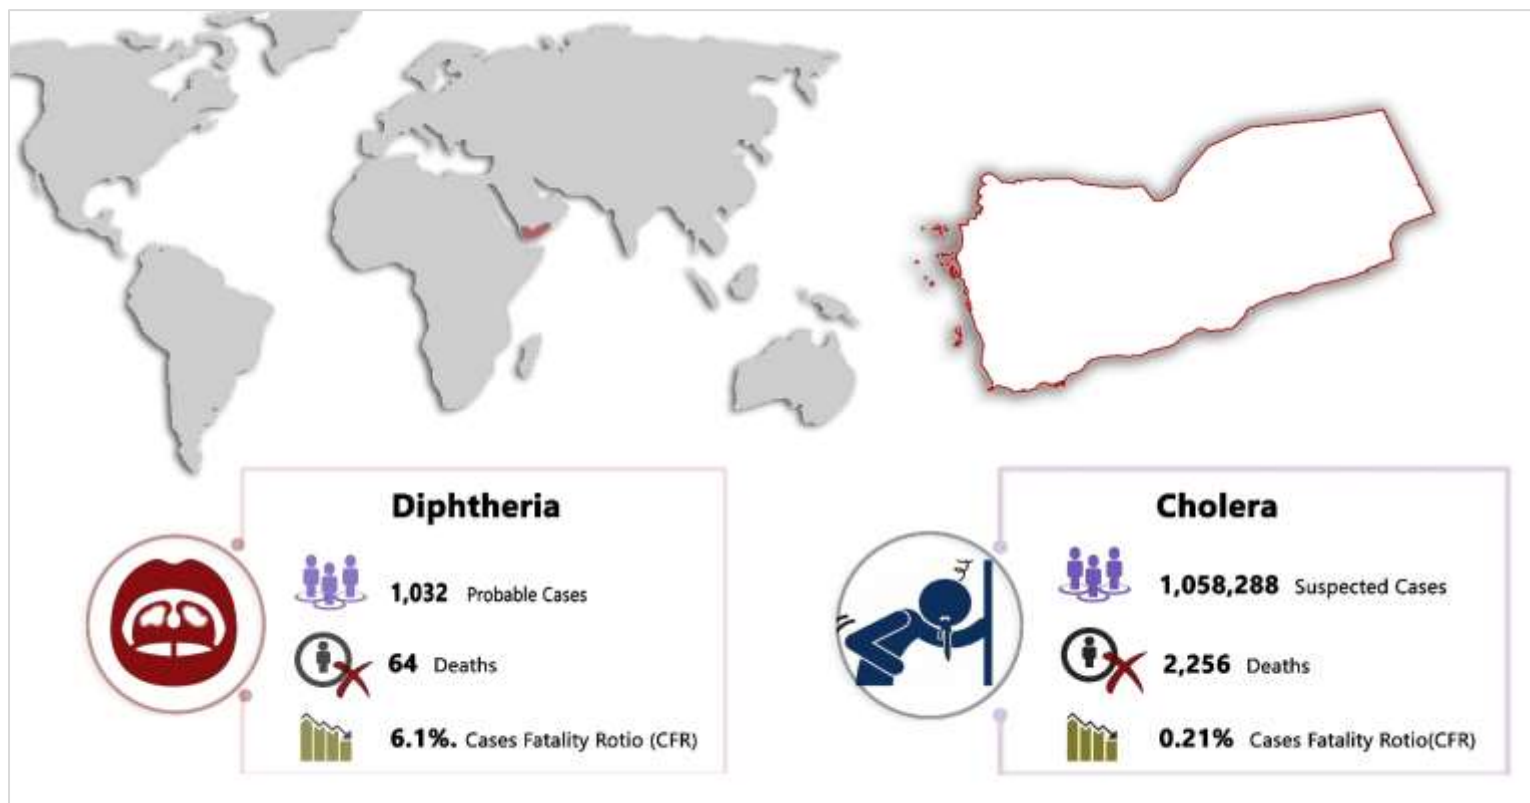 Diphtheria
1,032 Probable Cases
64 Deaths
6.1%. Cases Fatality Rotio (CFR)
Cholera
1,058,288 Suspected Cases
2,256 Deaths
0.21% Cases Fatality Rotio(CFR)